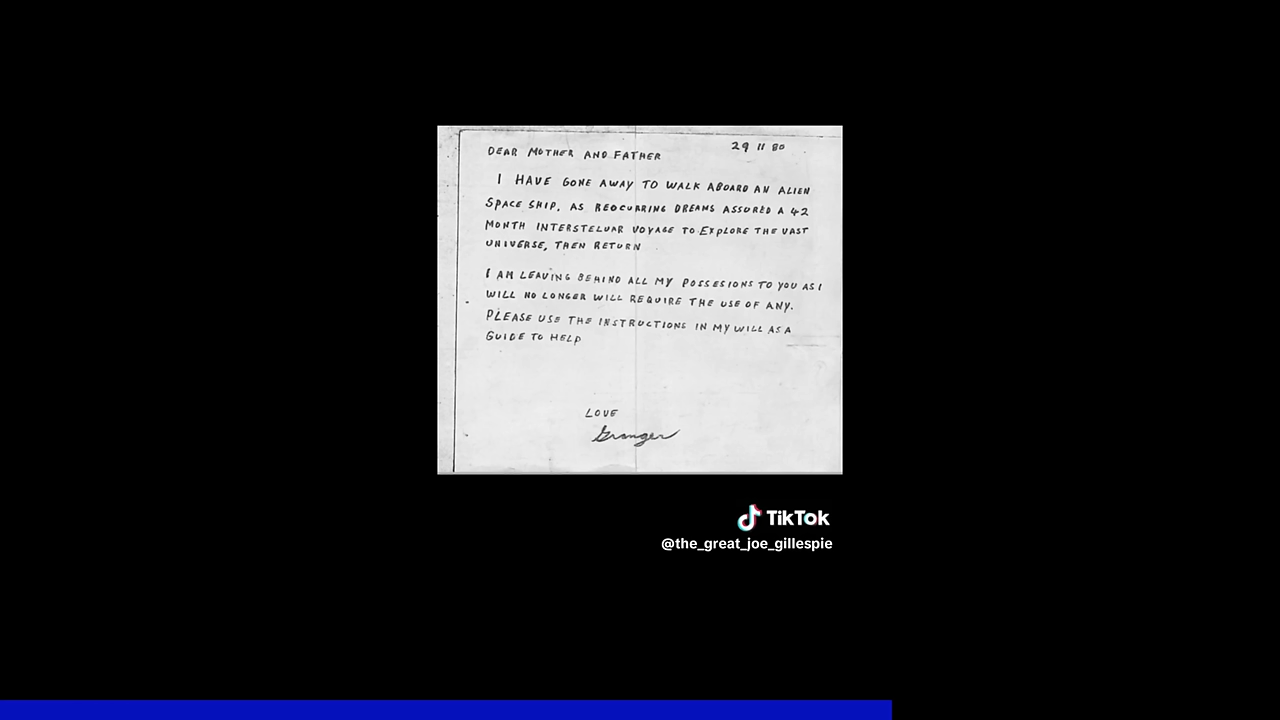 29 11 80
DEAR MOTHER AND FATHER
I HAVE GONE AWAY TO WALK ABOARD AN ALIEN
SPACE SHIP. AS REOCURRING DREAMS ASSURED A 42
MONTH INTERSTELLAR VOYAGE TO EXPLORE THE VAST
UNIVERSE, THEN RETURN
I AM LEAVING BEHIND ALL MY POSSESIONS TO YOU AS I
WILL NO LONGER WILL REQUIRE THE USE OF ANY.
PLEASE USE THE INSTRUCTIONS IN MY WILL AS A
GUIDE TO HELP
LOVE
Granger
TikTok
@the_great_joe_gillespie